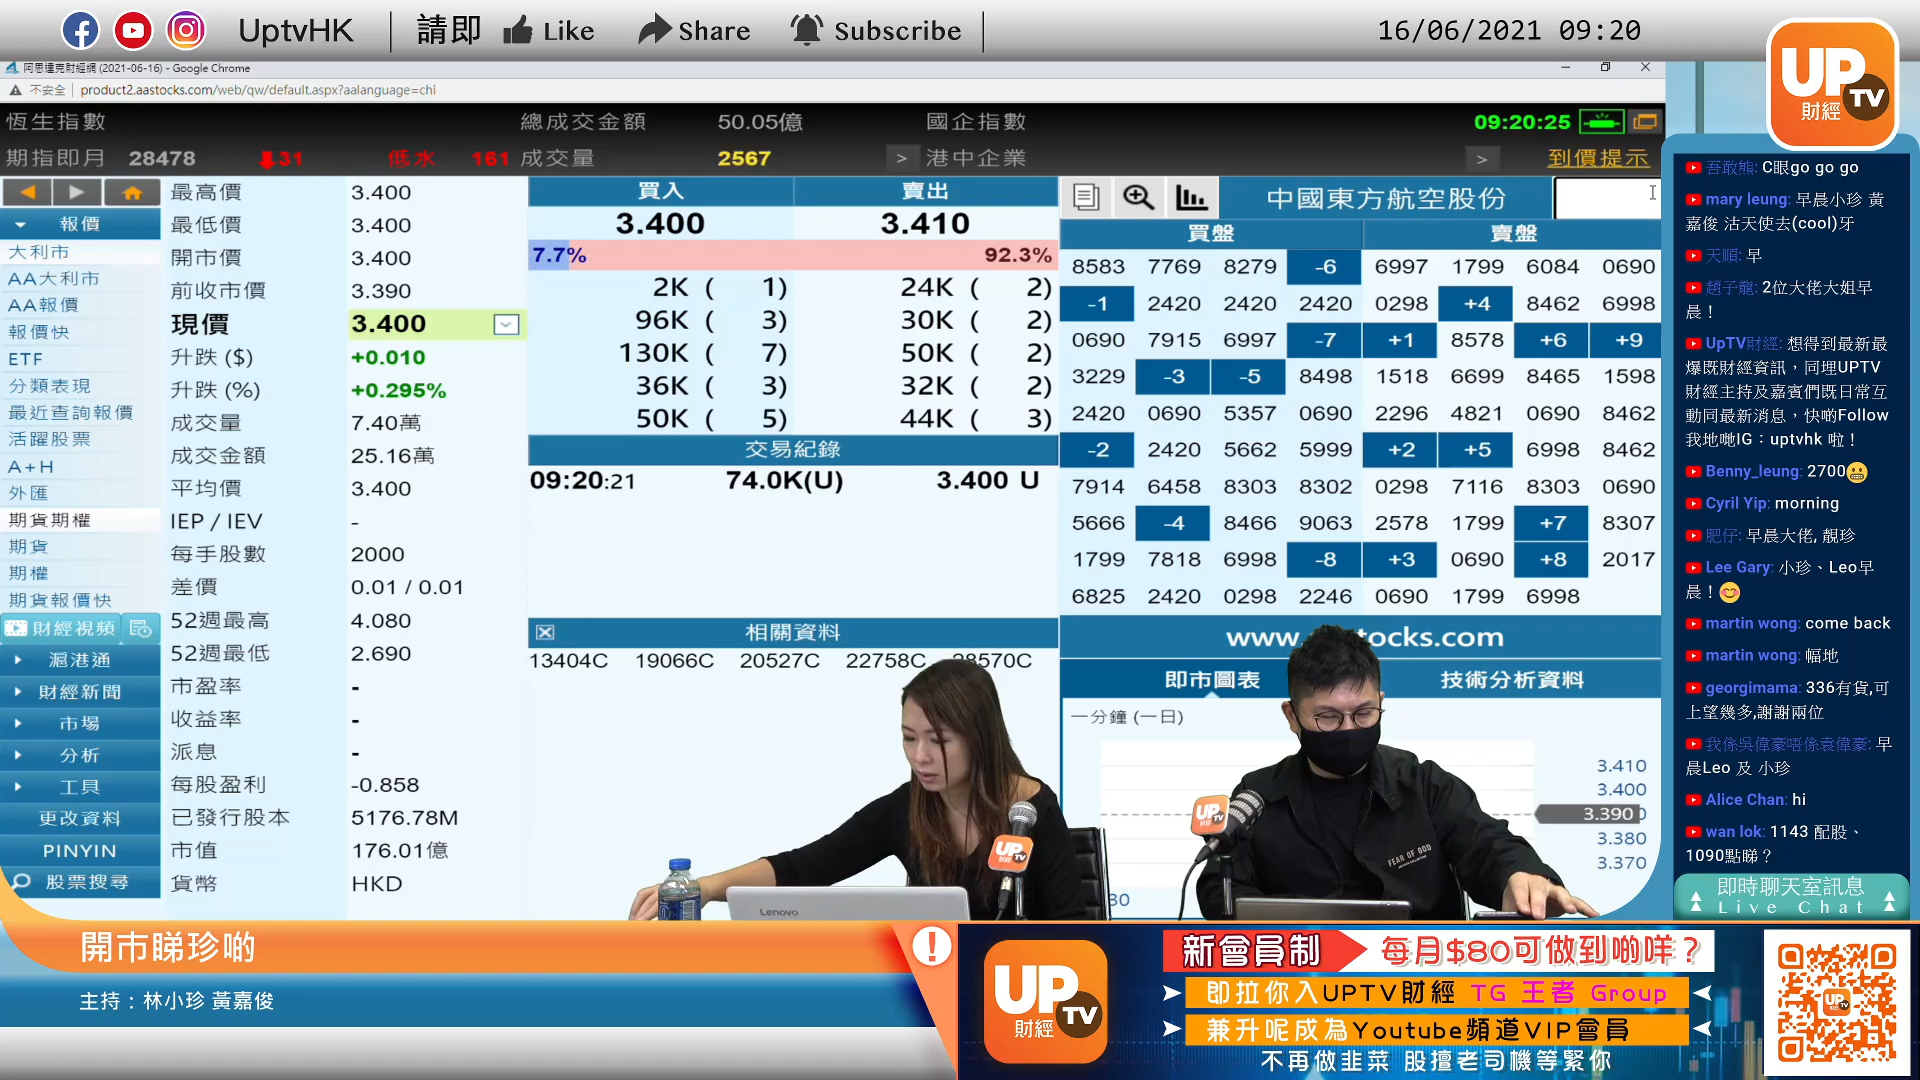 UptvHK
請即
Like
Share
Subscribe
16/06/2021 09:20
UP TV
財經
阿思達克財經網 (2021-06-16) - Google Chrome
不安全 | product2.aastocks.com/web/qw/default.aspx?aalanguage=chi
恆生指數
總成交金額 50.05億
國企指數
09:20:25
期指即月 28478 31 低水 161
成交量 2567 >
港中企業 >
到價提示
報價
大利市
AA大利市
AA報價
報價快
ETF
分類表現
最近查詢報價
活躍股票
A+H
外匯
期貨期權
期貨
期權
期貨報價快
財經視頻
滬港通
財經新聞
市場
分析
工具
更改資料
PINYIN
股票搜尋
最高價 3.400
最低價 3.400
開市價 3.400
前收市價 3.390
現價 3.400
升跌 ($) +0.010
升跌 (%) +0.295%
成交量 7.40萬
成交金額 25.16萬
平均價 3.400
IEP / IEV -
每手股數 2000
差價 0.01 / 0.01
52週最高 4.080
52週最低 2.690
市盈率 -
收益率 -
派息 -
每股盈利 -0.858
已發行股本 5176.78M
市值 176.01億
貨幣 HKD
買入 賣出
3.400 3.410
7.7% 92.3%
2K ( 1) 24K ( 2)
96K ( 3) 30K ( 2)
130K ( 7) 50K ( 2)
36K ( 3) 32K ( 2)
50K ( 5) 44K ( 3)
交易紀錄
09:20:21 74.0K(U) 3.400 U
相關資料
13404C 19066C 20527C 22758C 28570C
中國東方航空股份
買盤 賣盤
8583 7769 8279 -6 6997 1799 6084 0690
-1 2420 2420 2420 0298 +4 8462 6998
0690 7915 6997 -7 +1 8578 +6 +9
3229 -3 -5 8498 1518 6699 8465 1598
2420 0690 5357 0690 2296 4821 0690 8462
-2 2420 5662 5999 +2 +5 6998 8462
7914 6458 8303 8302 0298 7116 8303 0690
5666 -4 8466 9063 2578 1799 +7 8307
1799 7818 6998 -8 +3 0690 +8 2017
6825 2420 0298 2246 0690 1799 6998
www. tocks.com
即市圖表 技術分析資料
一分鐘 (一日)
3.410
3.400
3.390
3.380
3.370
30
FEAR OF GOD
UP TV
UP TV
Lenovo
吾敢熊: C眼go go go
mary leung: 早晨小珍 黃
嘉俊 沽天使去(cool)牙
天順: 早
趙子龍: 2位大佬大姐早
晨！
UpTV財經: 想得到最新最
爆既財經資訊，同埋UPTV
財經主持及嘉賓們既日常互
動同最新消息，快啲Follow
我地哋IG：uptvhk 啦！
Benny_leung: 2700
Cyril Yip: morning
肥仔: 早晨大佬, 靚珍
Lee Gary: 小珍、Leo早
晨！
martin wong: come back
martin wong: 幅地
georgimama: 336有貨,可
上望幾多,謝謝兩位
我係吳偉豪唔係袁偉豪: 早
晨Leo 及 小珍
Alice Chan: hi
wan lok: 1143 配股、
1090點睇？
即時聊天室訊息
Live Chat
開市睇珍啲
主持：林小珍 黃嘉俊
!
UP TV
財經
新會員制 每月$80可做到啲咩？
即拉你入UPTV財經 TG 王者 Group
兼升呢成為Youtube頻道VIP會員
不再做韭菜 股擅老司機等緊你
UP TV